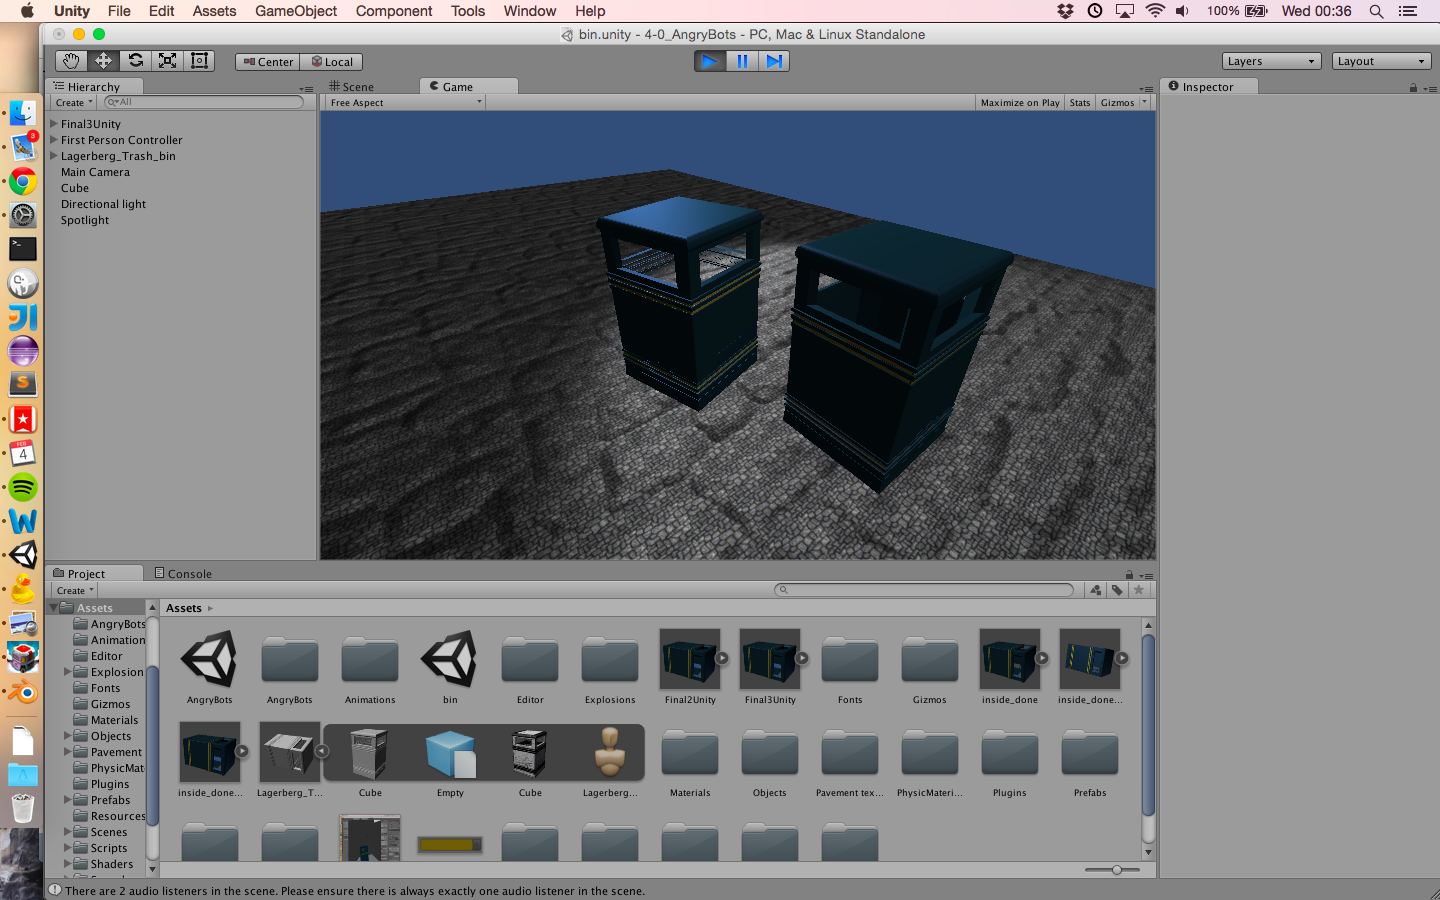 Unity File Edit Assets GameObject Component Tools Window Help 100% Wed 00:36
bin.unity - 4-0_AngryBots - PC, Mac & Linux Standalone
Center Local Layers Layout
Hierarchy
Create All
Final3Unity
First Person Controller
Lagerberg_Trash_bin
Main Camera
Cube
Directional light
Spotlight
Scene Game
Free Aspect Maximize on Play Stats Gizmos
Inspector
3
FEB
4
Project Console
Create
Assets
AngryBots
Animation
Editor
Explosion
Fonts
Gizmos
Materials
Objects
Pavement
PhysicMat
Plugins
Prefabs
Resources
Scenes
Scripts
Shaders
Assets
AngryBots AngryBots Animations bin Editor Explosions Final2Unity Final3Unity Fonts Gizmos inside_done inside_done...
inside_done... Lagerberg_T... Cube Empty Cube Lagerberg... Materials Objects Pavement tex... PhysicMateri... Plugins Prefabs
There are 2 audio listeners in the scene. Please ensure there is always exactly one audio listener in the scene.